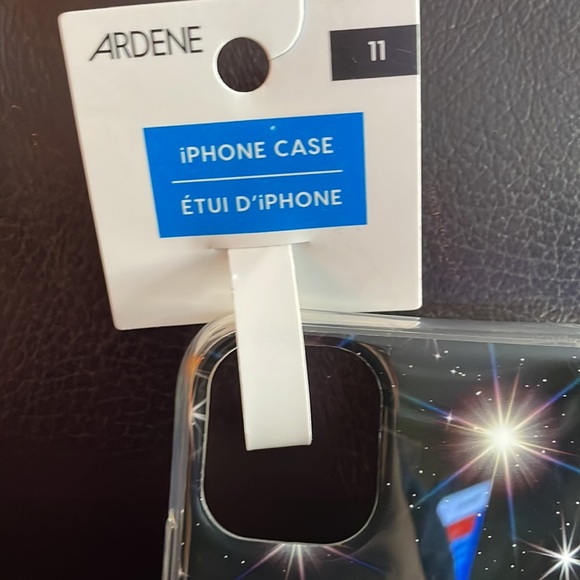 ARDENE
11
iPHONE CASE
ÉTUI D'iPHONE